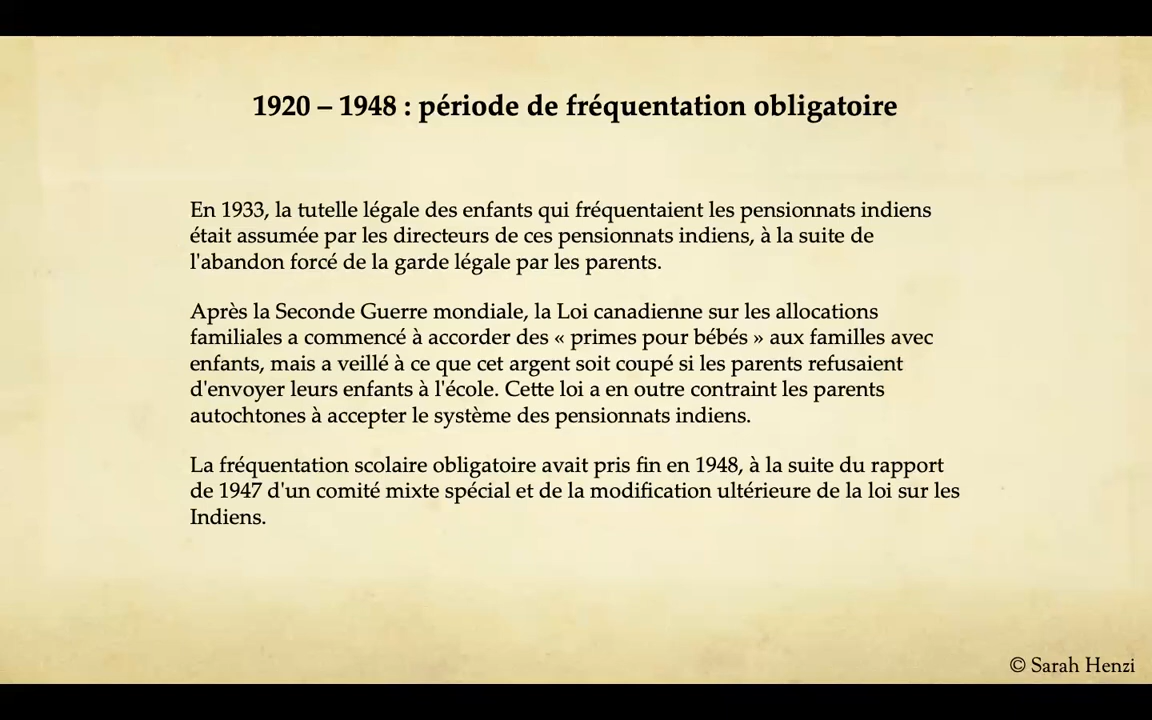 1920 – 1948 : période de fréquentation obligatoire
En 1933, la tutelle légale des enfants qui fréquentaient les pensionnats indiens
était assumée par les directeurs de ces pensionnats indiens, à la suite de
l'abandon forcé de la garde légale par les parents.
Après la Seconde Guerre mondiale, la Loi canadienne sur les allocations
familiales a commencé à accorder des « primes pour bébés » aux familles avec
enfants, mais a veillé à ce que cet argent soit coupé si les parents refusaient
d'envoyer leurs enfants à l'école. Cette loi a en outre contraint les parents
autochtones à accepter le système des pensionnats indiens.
La fréquentation scolaire obligatoire avait pris fin en 1948, à la suite du rapport
de 1947 d'un comité mixte spécial et de la modification ultérieure de la loi sur les
Indiens.
© Sarah Henzi